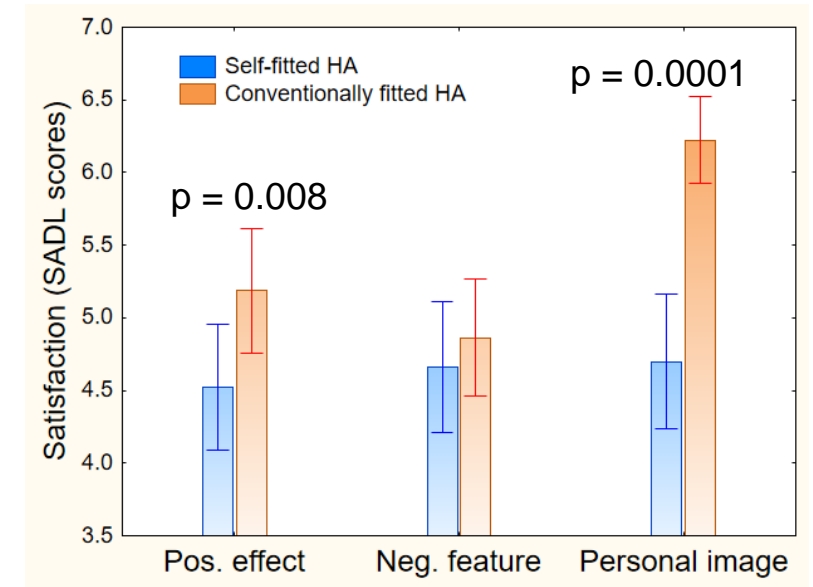 Satisfaction (SADL scores)
7.0
6.5
6.0
5.5
5.0
4.5
4.0
3.5
Self-fitted HA
Conventionally fitted HA
p = 0.008
p = 0.0001
Pos. effect
Neg. feature
Personal image